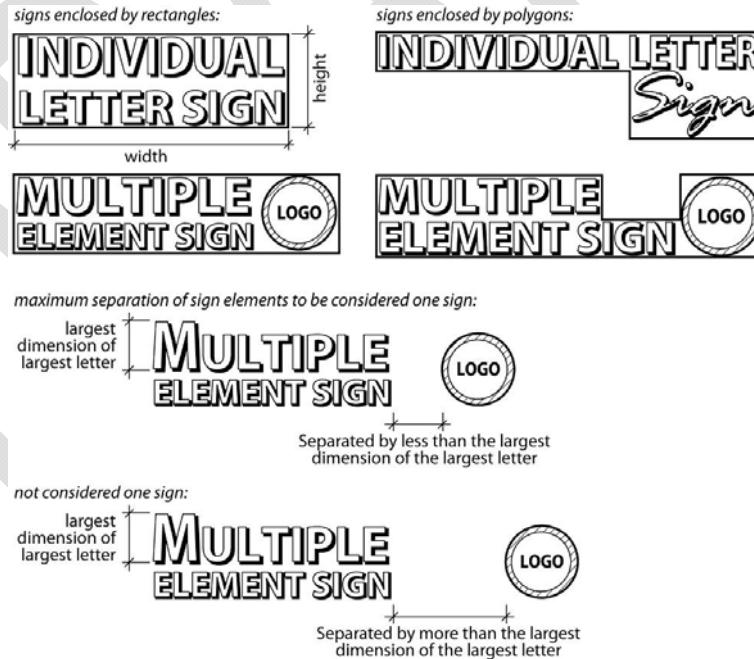 signs enclosed by rectangles:
INDIVIDUAL
LETTER SIGN
height
width
signs enclosed by polygons:
INDIVIDUAL LETTER
Sign
MULTIPLE
ELEMENT SIGN
LOGO
MULTIPLE
ELEMENT SIGN
LOGO
maximum separation of sign elements to be considered one sign:
largest
dimension of
largest letter
MULTIPLE
ELEMENT SIGN
LOGO
Separated by less than the largest
dimension of the largest letter
not considered one sign:
largest
dimension of
largest letter
MULTIPLE
ELEMENT SIGN
LOGO
Separated by more than the largest
dimension of the largest letter